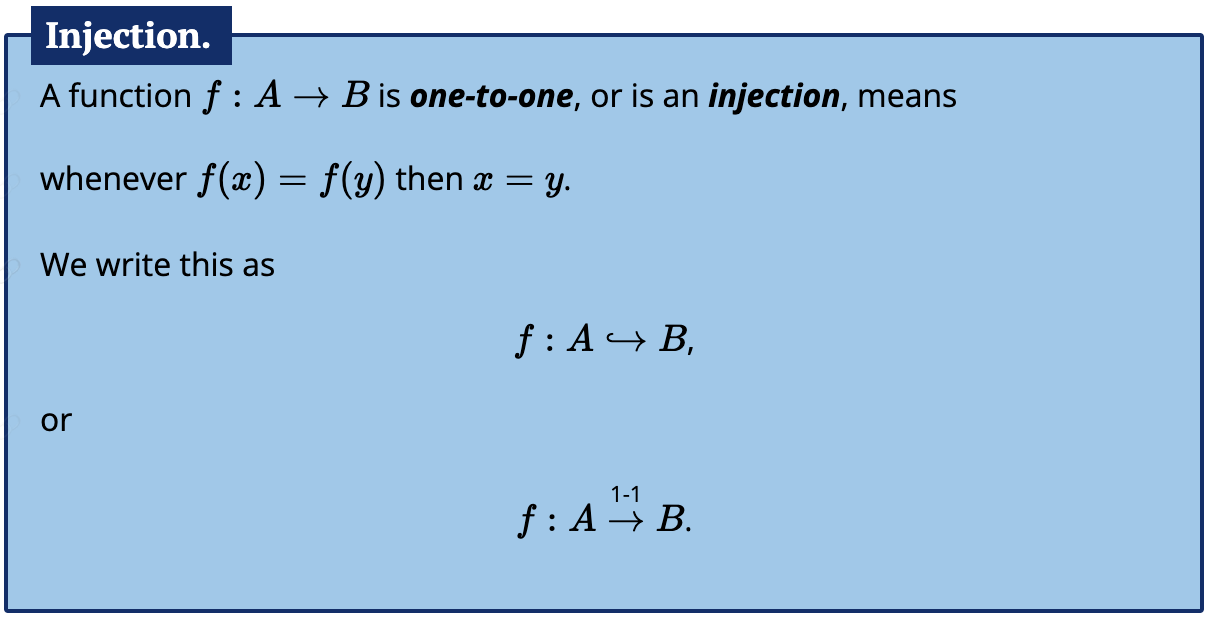 Injection.
A function f : A → B is one-to-one, or is an injection, means
whenever f(x) = f(y) then x = y.
We write this as
f : A ↪ B,
or
1-1
f : A → B.